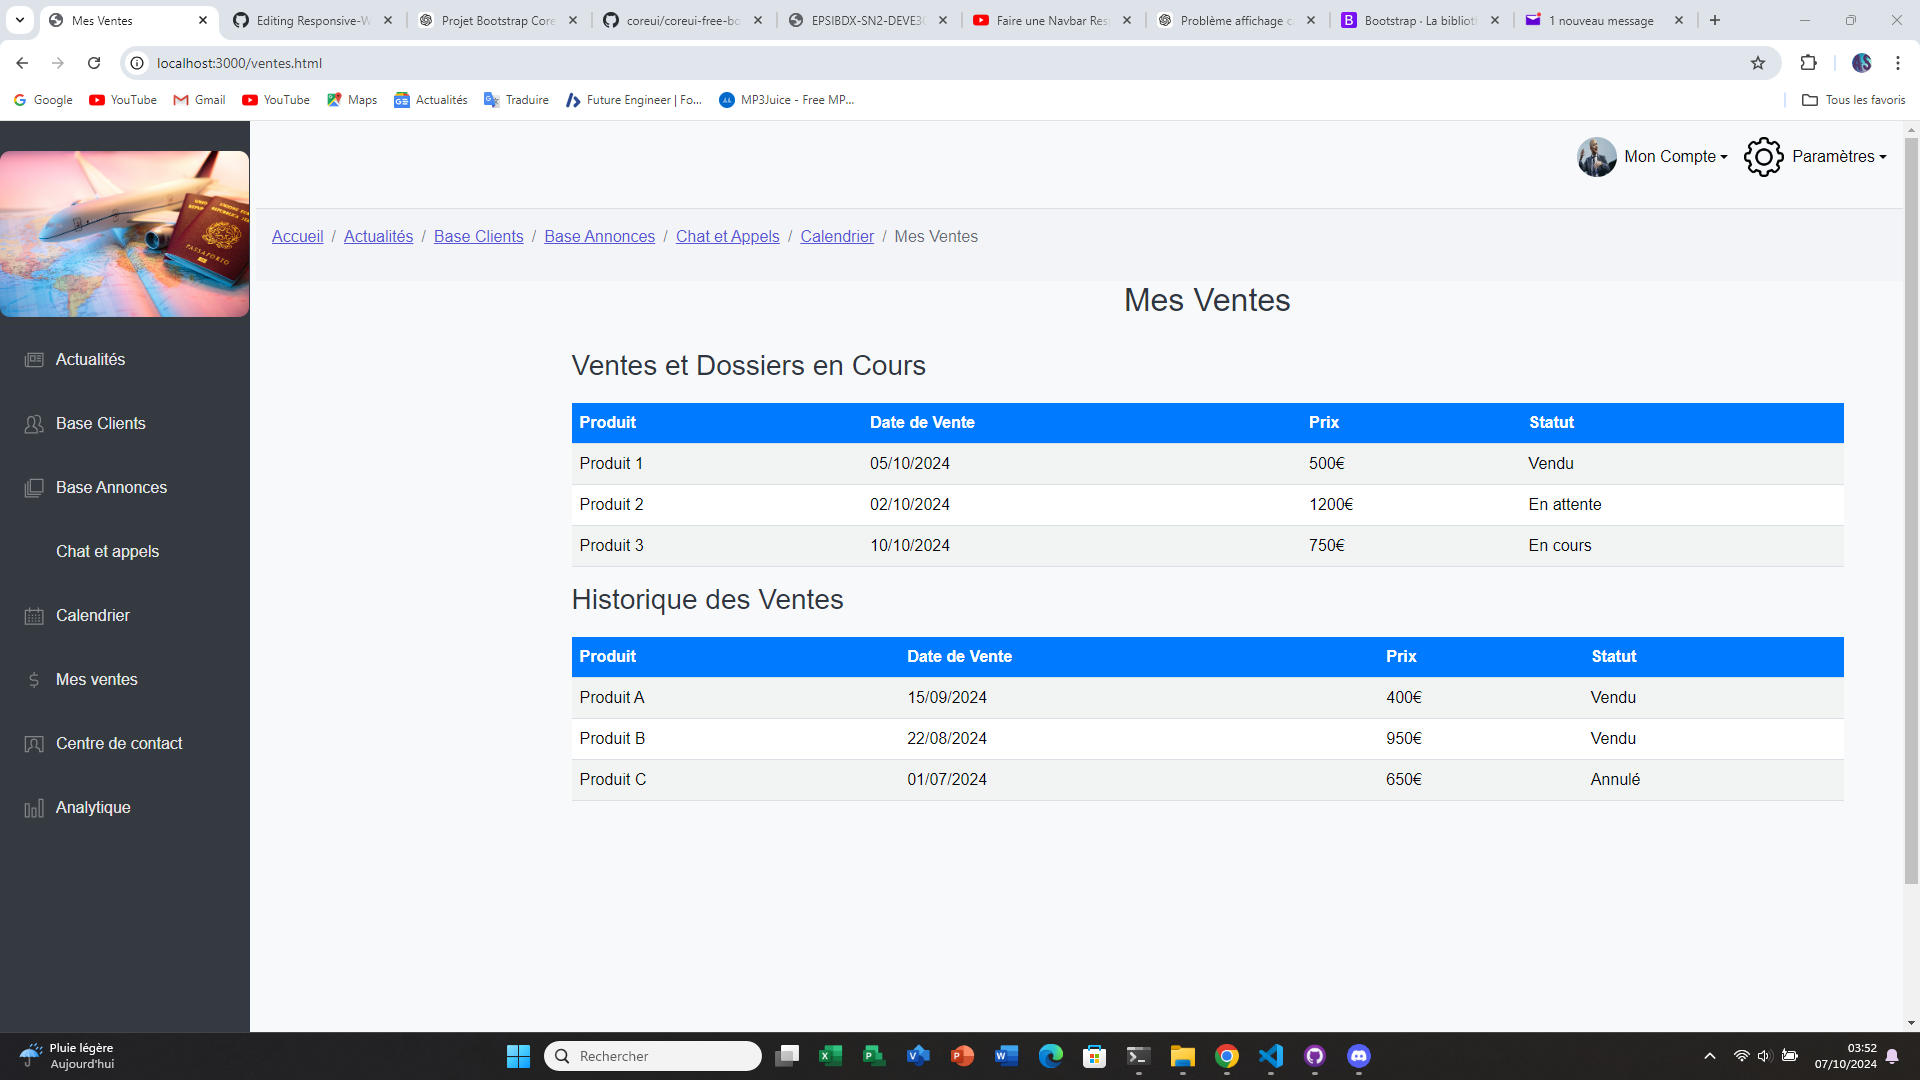 Mes Ventes
Editing Responsive-W
Projet Bootstrap Core
coreui/coreui-free-bo
EPSIBDX-SN2-DEVE3
Faire une Navbar Res
Problème affichage c
Bootstrap · La biblioth
1 nouveau message
localhost:3000/ventes.html
Google
YouTube
Gmail
YouTube
Maps
Actualités
Traduire
Future Engineer | Fo...
MP3Juice - Free MP...
Tous les favoris
Mon Compte
Paramètres
Accueil / Actualités / Base Clients / Base Annonces / Chat et Appels / Calendrier / Mes Ventes
Actualités
Base Clients
Base Annonces
Chat et appels
Calendrier
Mes ventes
Centre de contact
Analytique
Mes Ventes
Ventes et Dossiers en Cours
Produit Date de Vente Prix Statut
Produit 1 05/10/2024 500€ Vendu
Produit 2 02/10/2024 1200€ En attente
Produit 3 10/10/2024 750€ En cours
Historique des Ventes
Produit Date de Vente Prix Statut
Produit A 15/09/2024 400€ Vendu
Produit B 22/08/2024 950€ Vendu
Produit C 01/07/2024 650€ Annulé
Pluie légère
Aujourd'hui
Rechercher
03:52
07/10/2024